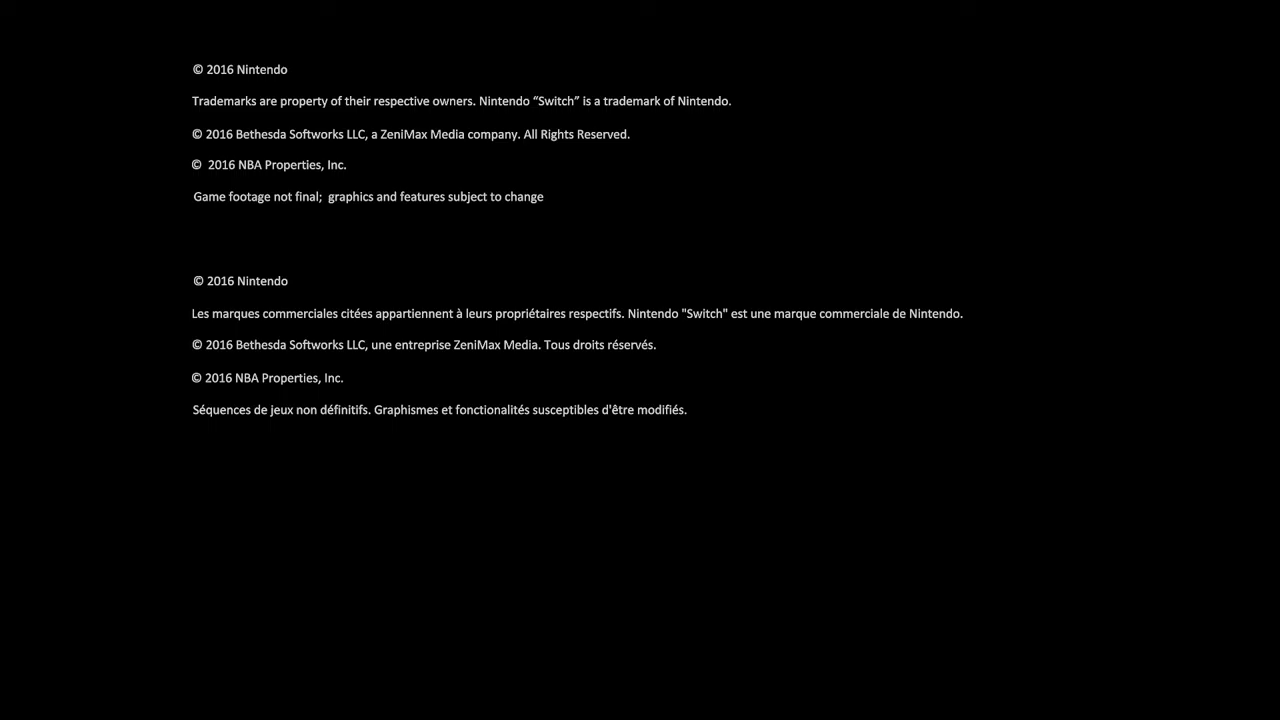 © 2016 Nintendo
Trademarks are property of their respective owners. Nintendo “Switch” is a trademark of Nintendo.
© 2016 Bethesda Softworks LLC, a ZeniMax Media company. All Rights Reserved.
© 2016 NBA Properties, Inc.
Game footage not final; graphics and features subject to change
© 2016 Nintendo
Les marques commerciales citées appartiennent à leurs propriétaires respectifs. Nintendo "Switch" est une marque commerciale de Nintendo.
© 2016 Bethesda Softworks LLC, une entreprise ZeniMax Media. Tous droits réservés.
© 2016 NBA Properties, Inc.
Séquences de jeux non définitifs. Graphismes et fonctionalités susceptibles d'être modifiés.